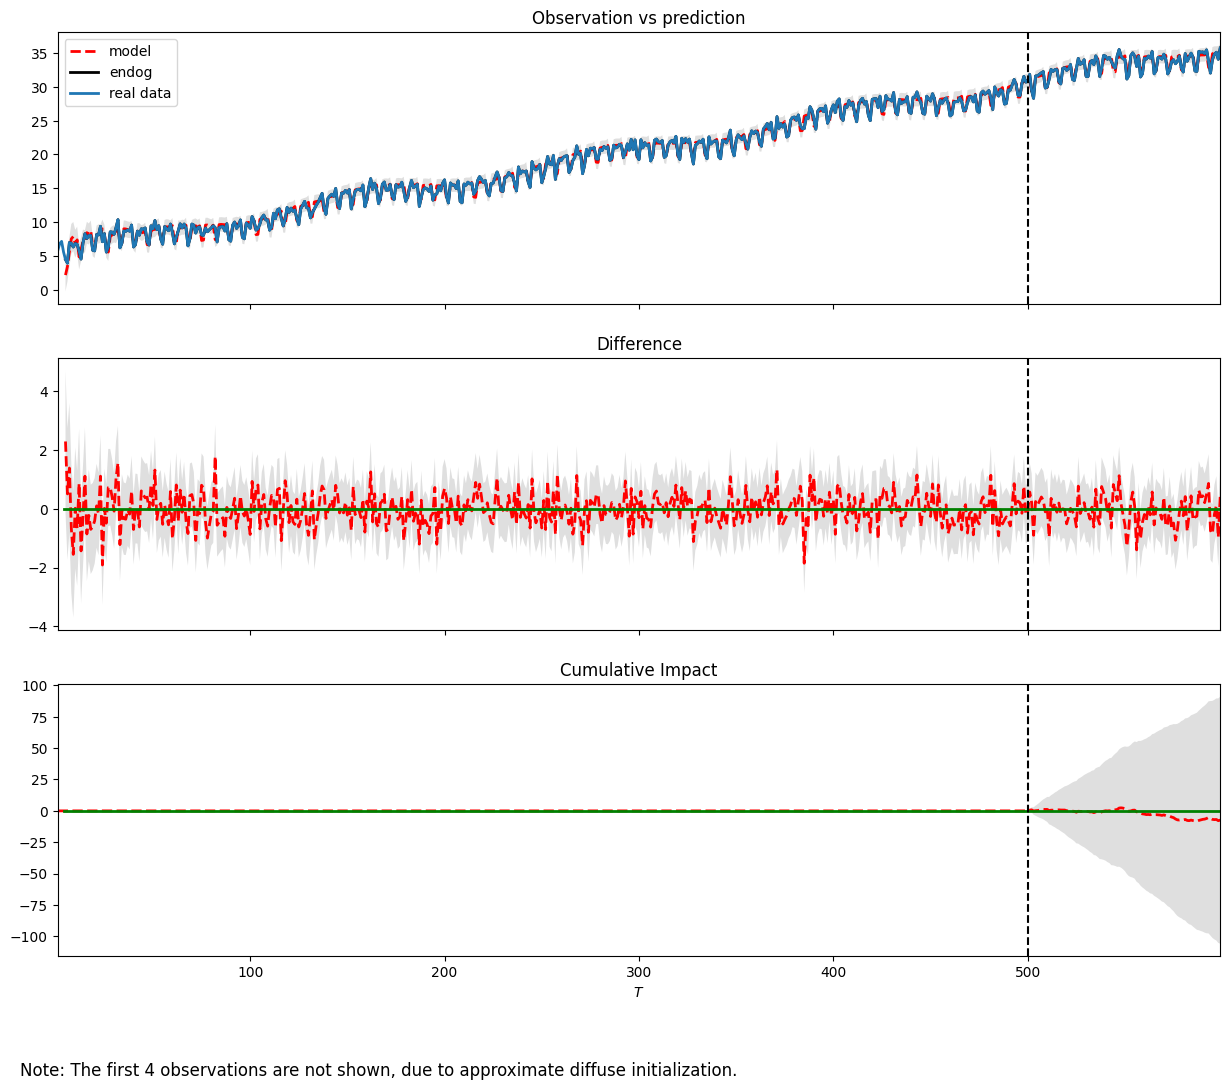 Observation vs prediction
model
endog
real data
35
30
25
20
15
10
5
0
Difference
4
2
0
−2
−4
Cumulative Impact
100
75
50
25
0
−25
−50
−75
−100
100 200 300 400 500
T
Note: The first 4 observations are not shown, due to approximate diffuse initialization.